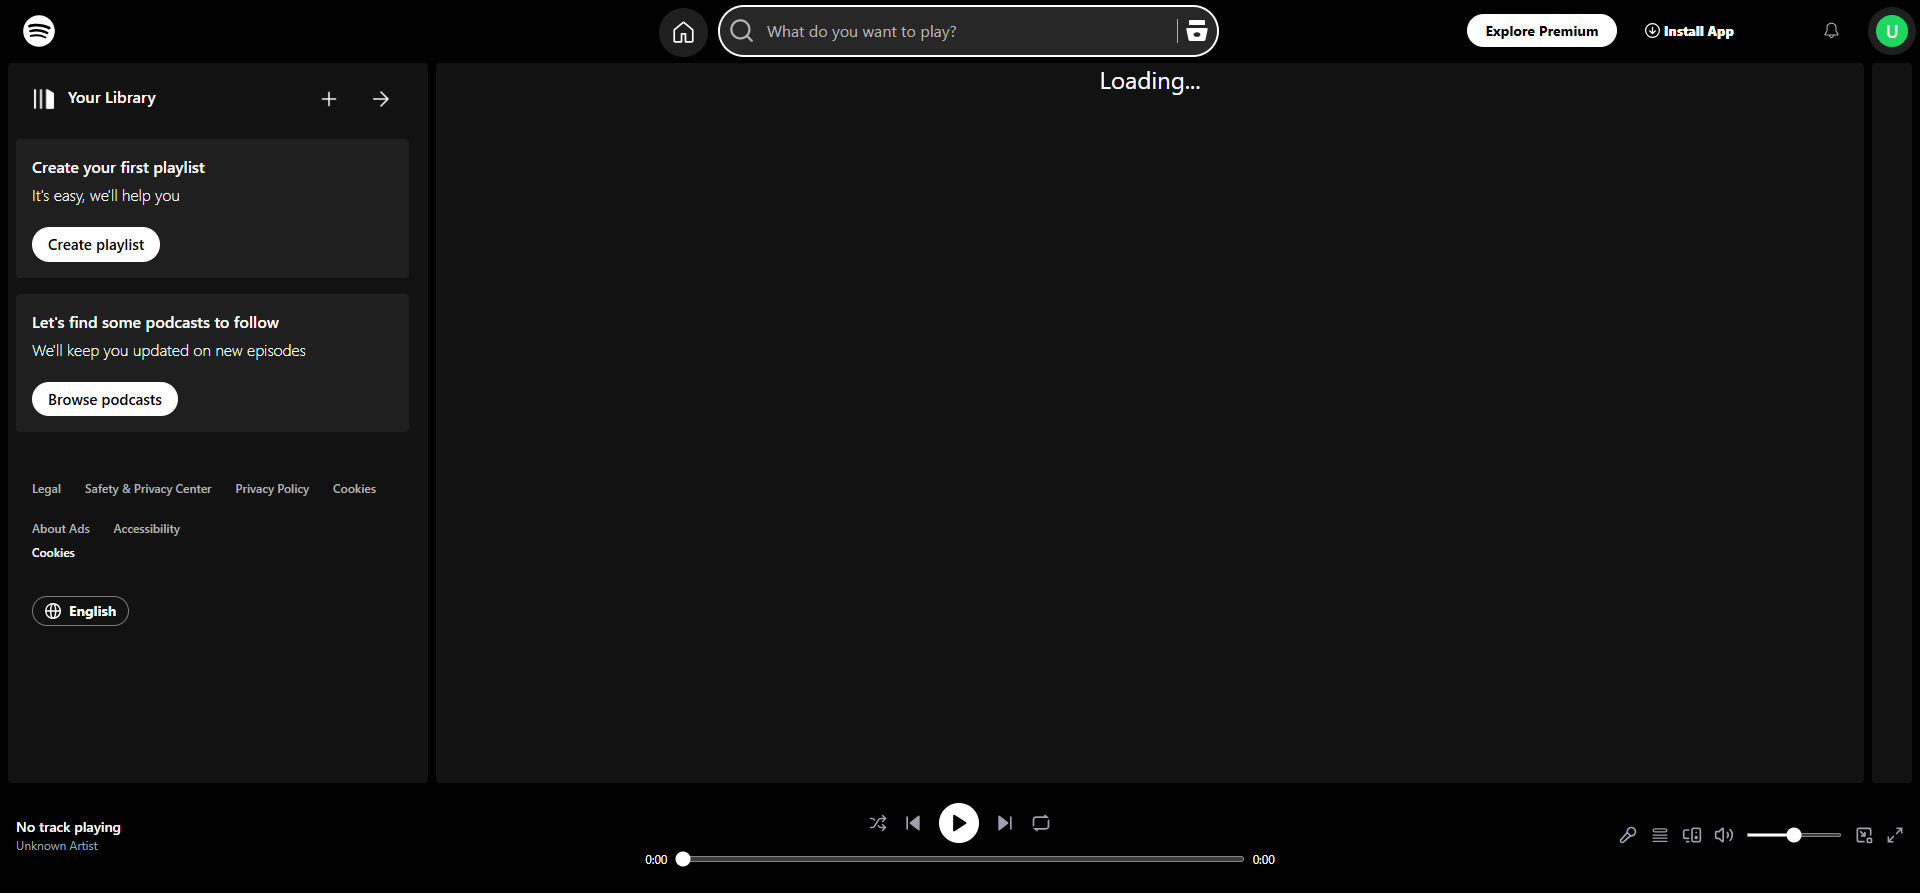 What do you want to play?
Explore Premium
Install App
U
Your Library
Loading...
Create your first playlist
It's easy, we'll help you
Create playlist
Let's find some podcasts to follow
We'll keep you updated on new episodes
Browse podcasts
Legal Safety & Privacy Center Privacy Policy Cookies
About Ads Accessibility
Cookies
English
No track playing
Unknown Artist
0:00 0:00